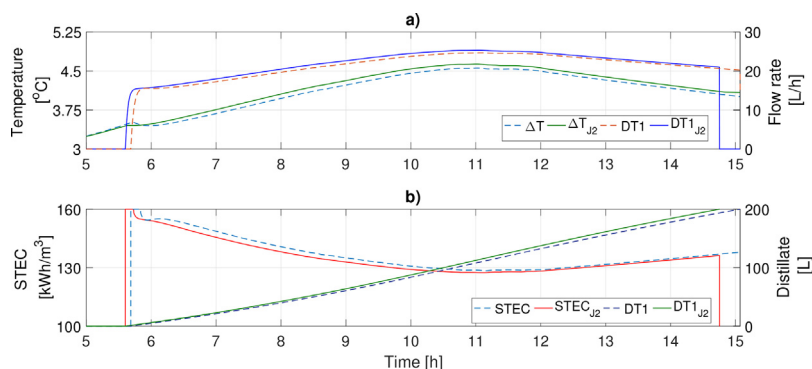 a)
5.25
4.5
3.75
3
Temperature
[°C]
30
20
10
0
Flow rate
[L/h]
ΔT ΔT_J2 DT1 DT1_J2
5 6 7 8 9 10 11 12 13 14 15
b)
160
130
100
STEC
[kWh/m³]
200
100
0
Distillate
[L]
STEC STEC_J2 DT1 DT1_J2
5 6 7 8 9 10 11 12 13 14 15
Time [h]